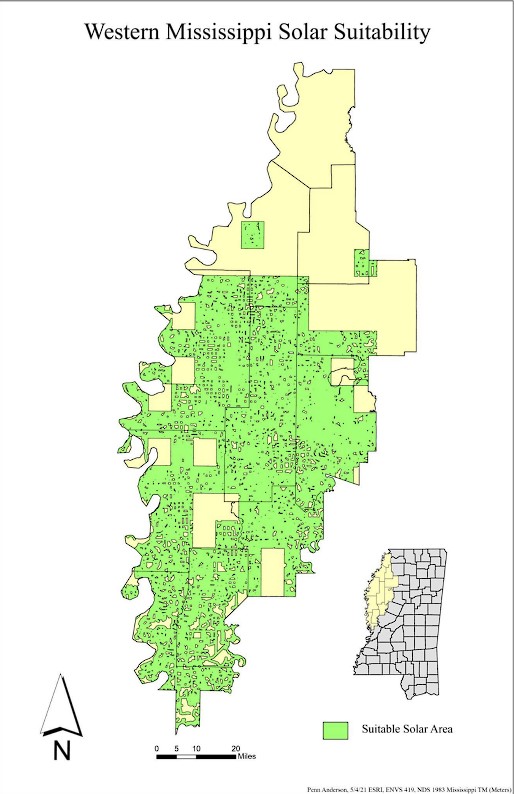 Western Mississippi Solar Suitability
Suitable Solar Area
N
0 5 10 20
Miles
Penn Anderson, 5/4/21 ESRI, ENVS 419, NDS 1983 Mississippi TM (Meters)